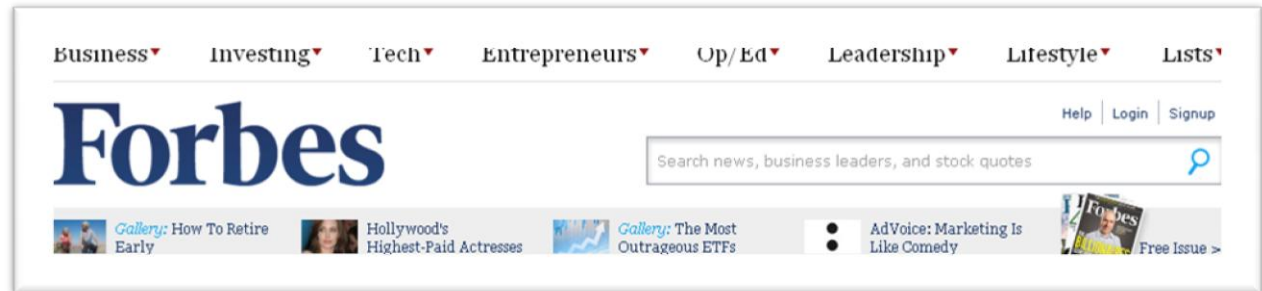 Business Investing Tech Entrepreneurs Op/Ed Leadership Lifestyle Lists
Forbes
Help Login Signup
Search news, business leaders, and stock quotes
Gallery: How To Retire
Early
Hollywood's
Highest-Paid Actresses
Gallery: The Most
Outrageous ETFs
AdVoice: Marketing Is
Like Comedy
Forbes
Free Issue >